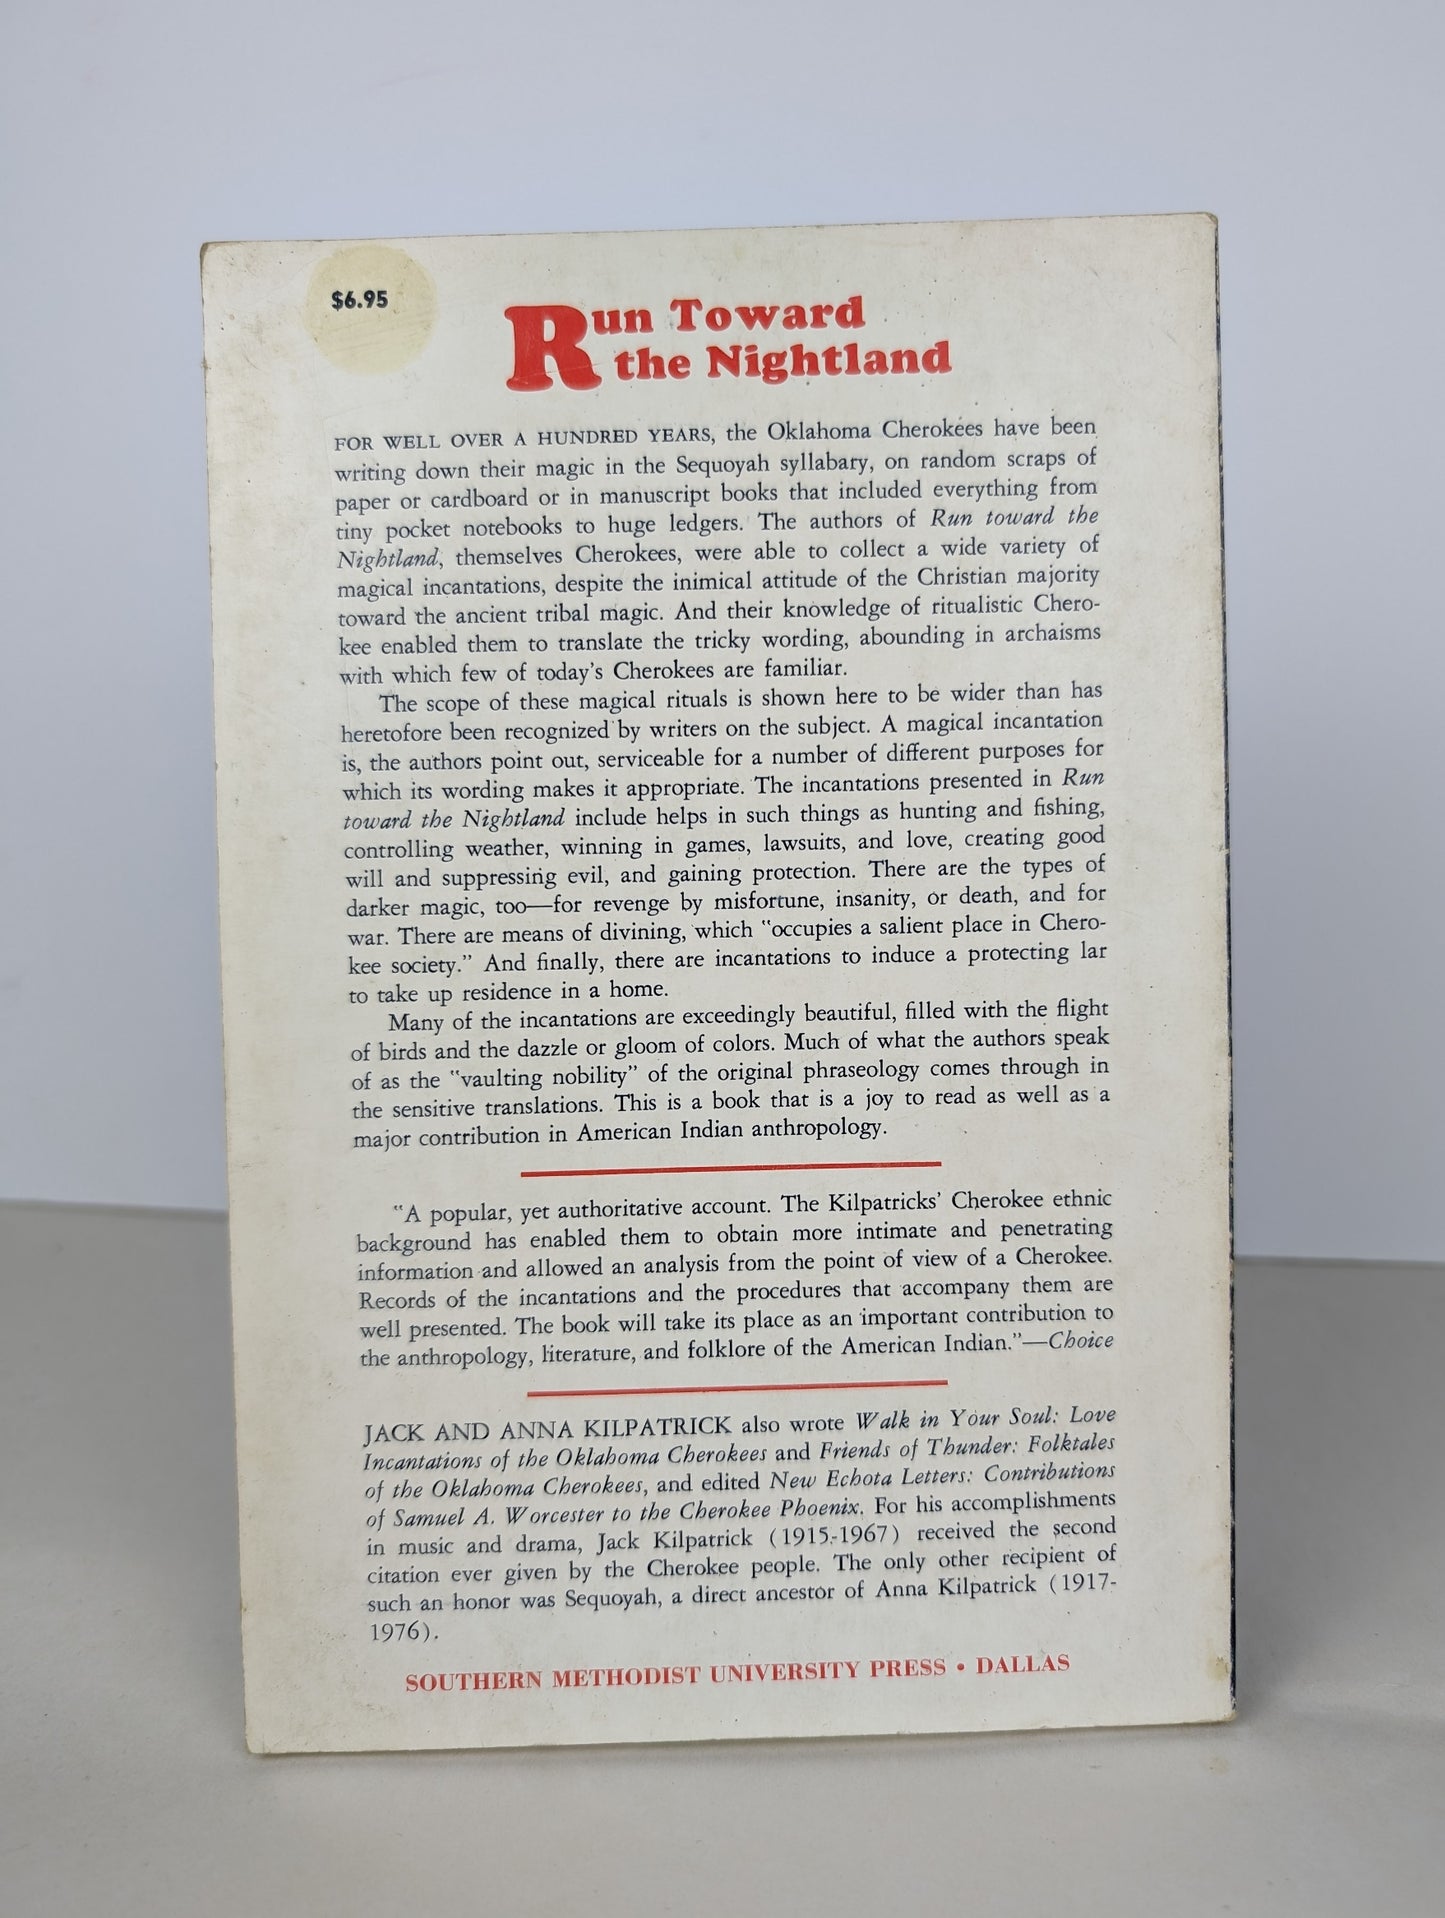 $6.95
Run Toward
the Nightland
FOR WELL OVER A HUNDRED YEARS, the Oklahoma Cherokees have been
writing down their magic in the Sequoyah syllabary, on random scraps of
paper or cardboard or in manuscript books that included everything from
tiny pocket notebooks to huge ledgers. The authors of Run toward the
Nightland, themselves Cherokees, were able to collect a wide variety of
magical incantations, despite the inimical attitude of the Christian majority
toward the ancient tribal magic. And their knowledge of ritualistic Chero-
kee enabled them to translate the tricky wording, abounding in archaisms
with which few of today's Cherokees are familiar.
The scope of these magical rituals is shown here to be wider than has
heretofore been recognized by writers on the subject. A magical incantation
is, the authors point out, serviceable for a number of different purposes for
which its wording makes it appropriate. The incantations presented in Run
toward the Nightland include helps in such things as hunting and fishing,
controlling weather, winning in games, lawsuits, and love, creating good
will and suppressing evil, and gaining protection. There are the types of
darker magic, too—for revenge by misfortune, insanity, or death, and for
war. There are means of divining, which "occupies a salient place in Chero-
kee society." And finally, there are incantations to induce a protecting lar
to take up residence in a home.
Many of the incantations are exceedingly beautiful, filled with the flight
of birds and the dazzle or gloom of colors. Much of what the authors speak
of as the "vaulting nobility" of the original phraseology comes through in
the sensitive translations. This is a book that is a joy to read as well as a
major contribution in American Indian anthropology.
"A popular, yet authoritative account. The Kilpatricks' Cherokee ethnic
background has enabled them to obtain more intimate and penetrating
information and allowed an analysis from the point of view of a Cherokee.
Records of the incantations and the procedures that accompany them are
well presented. The book will take its place as an important contribution to
the anthropology, literature, and folklore of the American Indian."—Choice
JACK AND ANNA KILPATRICK also wrote Walk in Your Soul: Love
Incantations of the Oklahoma Cherokees and Friends of Thunder: Folktales
of the Oklahoma Cherokees, and edited New Echota Letters: Contributions
of Samuel A. Worcester to the Cherokee Phoenix. For his accomplishments
in music and drama, Jack Kilpatrick (1915-1967) received the second
citation ever given by the Cherokee people. The only other recipient of
such an honor was Sequoyah, a direct ancestor of Anna Kilpatrick (1917-
1976).
SOUTHERN METHODIST UNIVERSITY PRESS • DALLAS